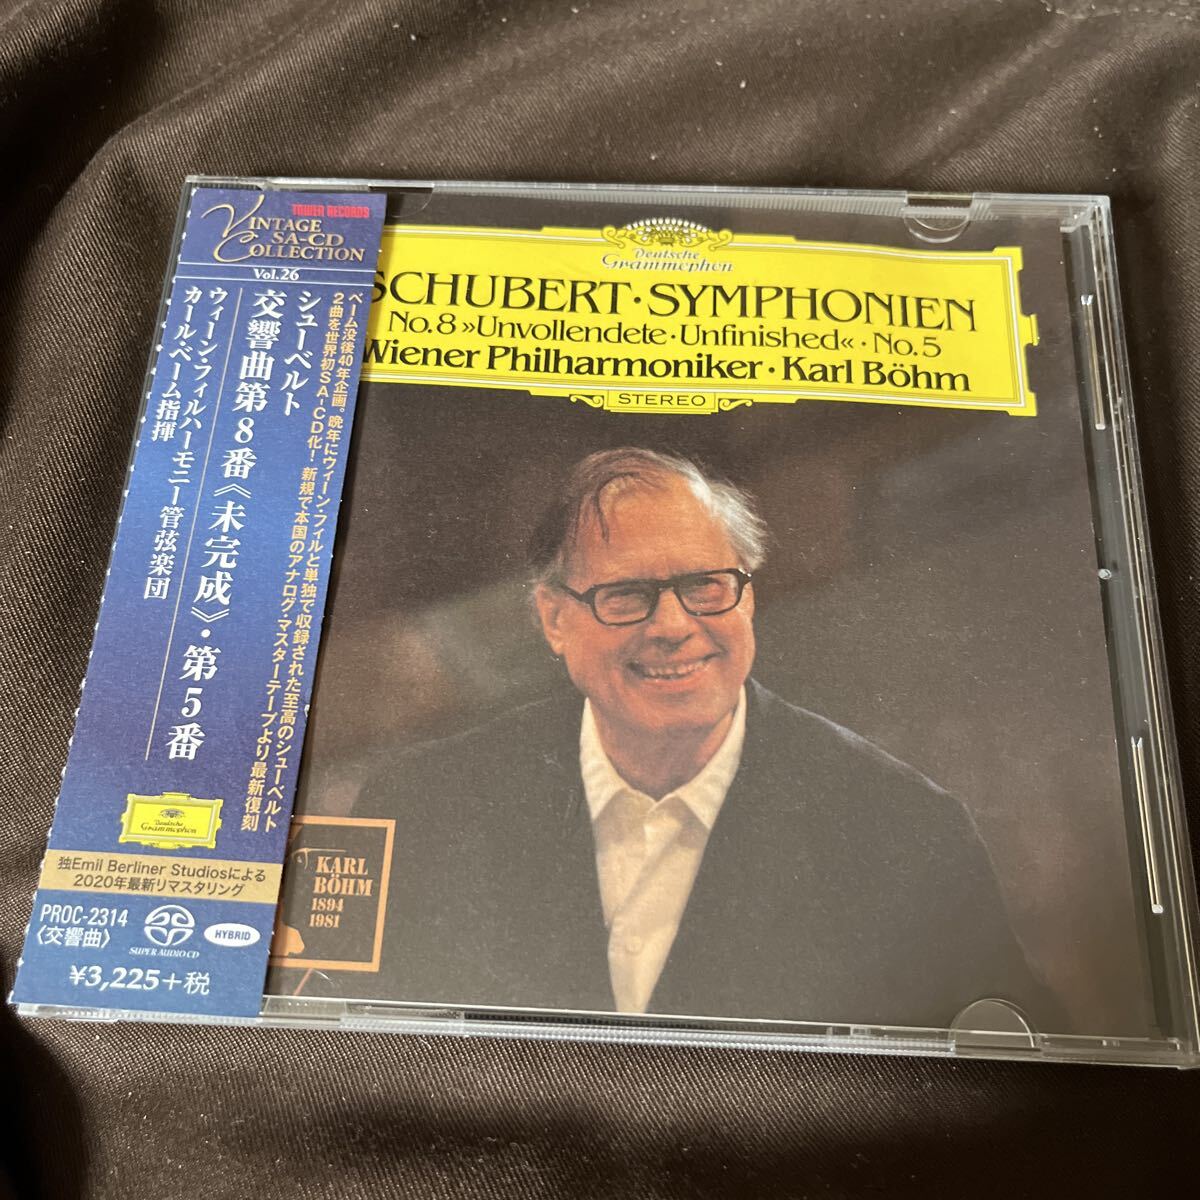 TOWER RECORDS
VINTAGE
SA-CD
COLLECTION
Vol.26
ベーム没後40年企画。晩年にウィーン・フィルと単独で収録された至高のシューベルト
2曲を世界初SA-CD化！新規で本国のアナログ・マスターテープより最新復刻
シューベルト
交響曲第8番《未完成》・第5番
ウィーン・フィルハーモニー管弦楽団
カール・ベーム指揮
Deutsche
Grammophon
独Emil Berliner Studiosによる
2020年最新リマスタリング
PROC-2314
〈交響曲〉
SUPER AUDIO CD
HYBRID
¥3,225+税
Deutsche
Grammophon
SCHUBERT·SYMPHONIEN
No.8 »Unvollendete·Unfinished«·No.5
Wiener Philharmoniker·Karl Böhm
STEREO
KARL
BÖHM
1894
1981